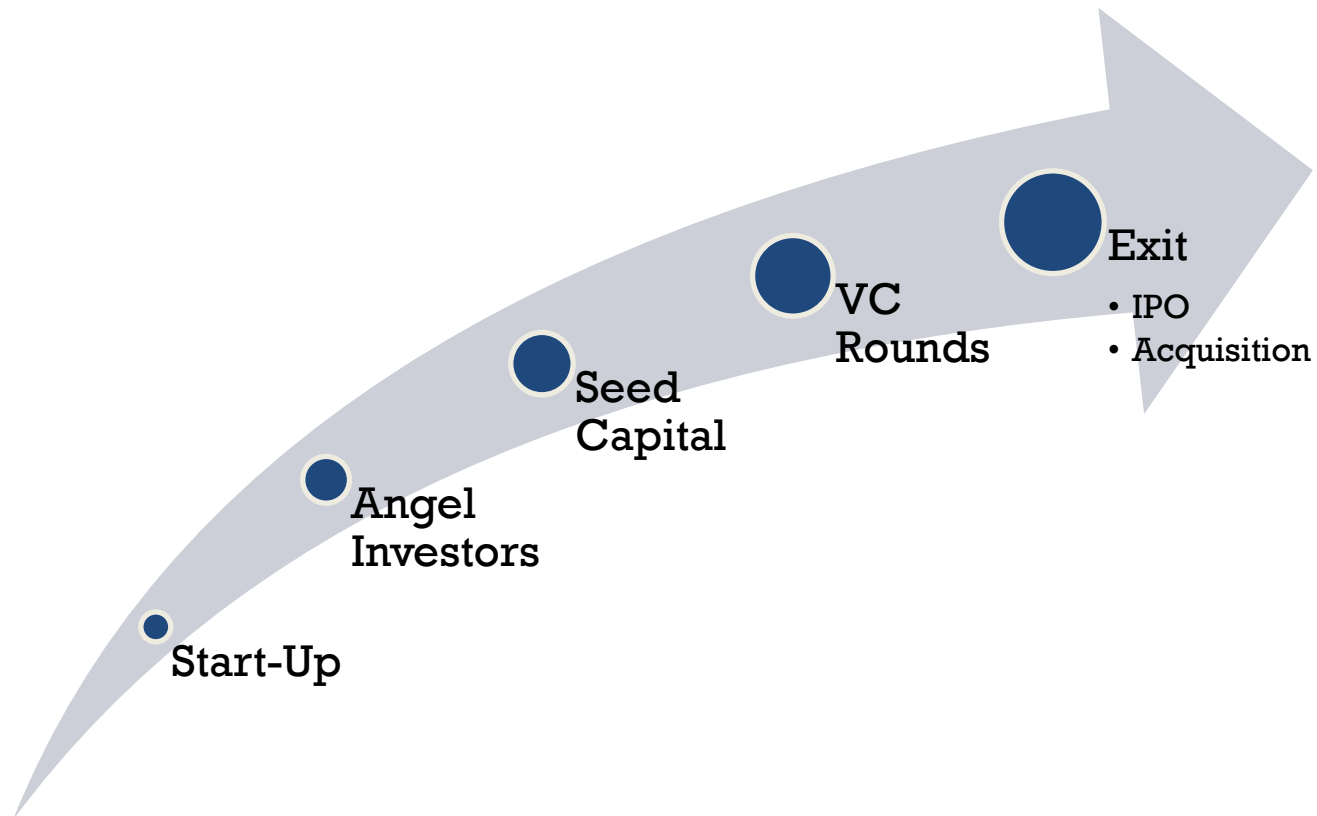 Start-Up
Angel
Investors
Seed
Capital
VC
Rounds
Exit
• IPO
• Acquisition